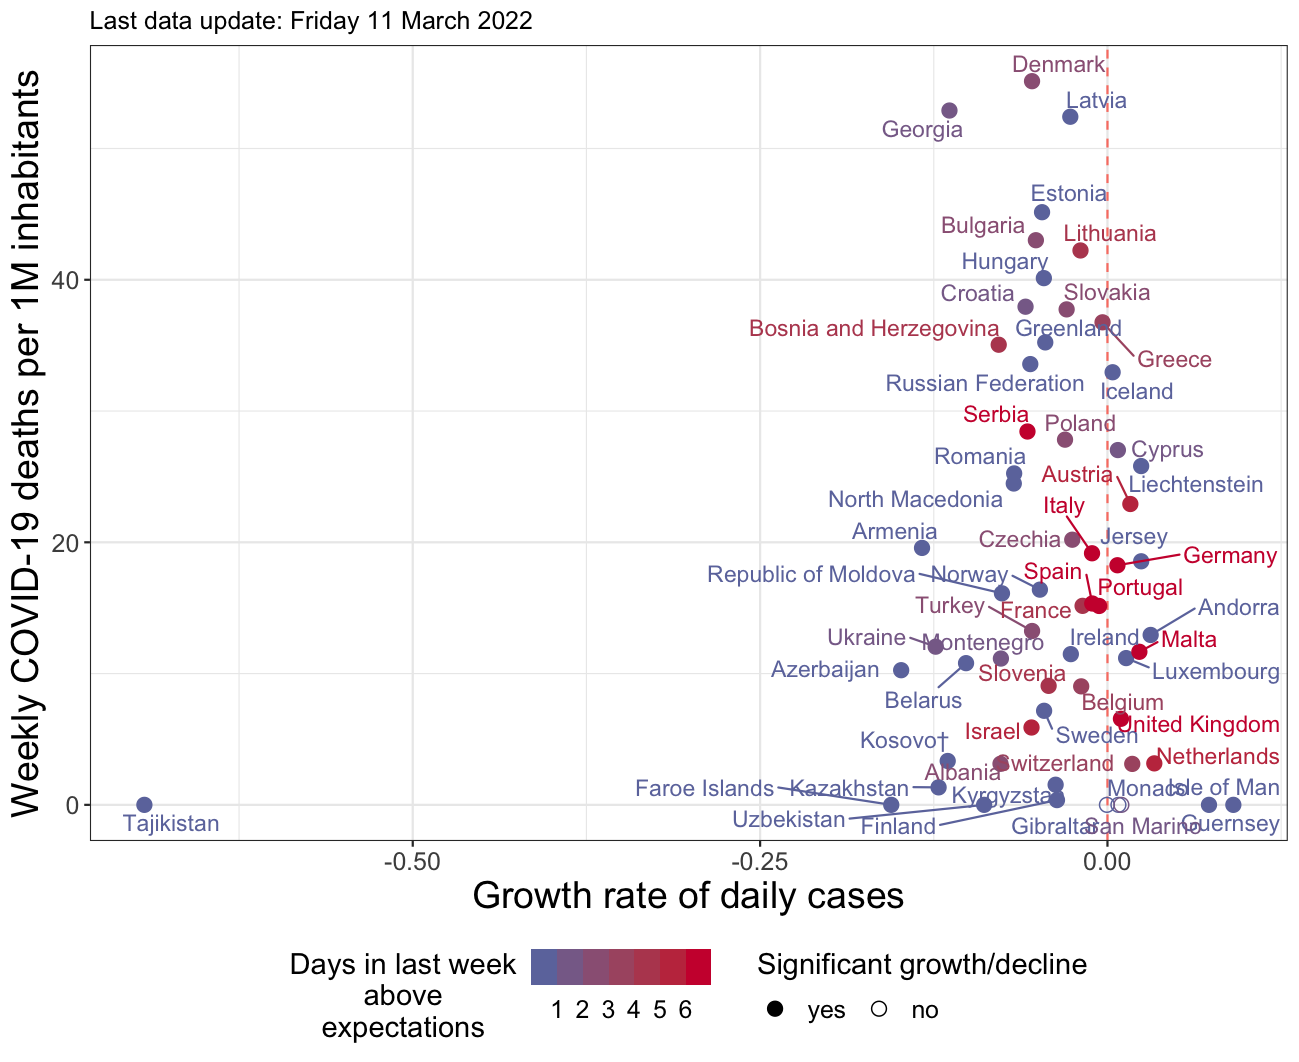 Last data update: Friday 11 March 2022
Weekly COVID-19 deaths per 1M inhabitants
Denmark
Latvia
Georgia
Estonia
Bulgaria
Lithuania
Hungary
40
Croatia
Slovakia
Bosnia and Herzegovina
Greenland
Greece
Russian Federation
Iceland
Serbia
Poland
Cyprus
Romania
Austria
Liechtenstein
North Macedonia
Italy
Armenia
Jersey
20
Czechia
Germany
Republic of Moldova
Norway
Spain
Portugal
Turkey
France
Andorra
Ukraine
Montenegro
Ireland
Malta
Azerbaijan
Slovenia
Luxembourg
Belarus
Belgium
United Kingdom
Israel
Sweden
Kosovo†
Netherlands
Albania
Switzerland
Faroe Islands
Kazakhstan
Kyrgyzstan
Monaco
Isle of Man
0
Tajikistan
Uzbekistan
Finland
Gibraltar
San Marino
Guernsey
-0.50
-0.25
0.00
Growth rate of daily cases
Days in last week
above
expectations
1 2 3 4 5 6
Significant growth/decline
yes
no